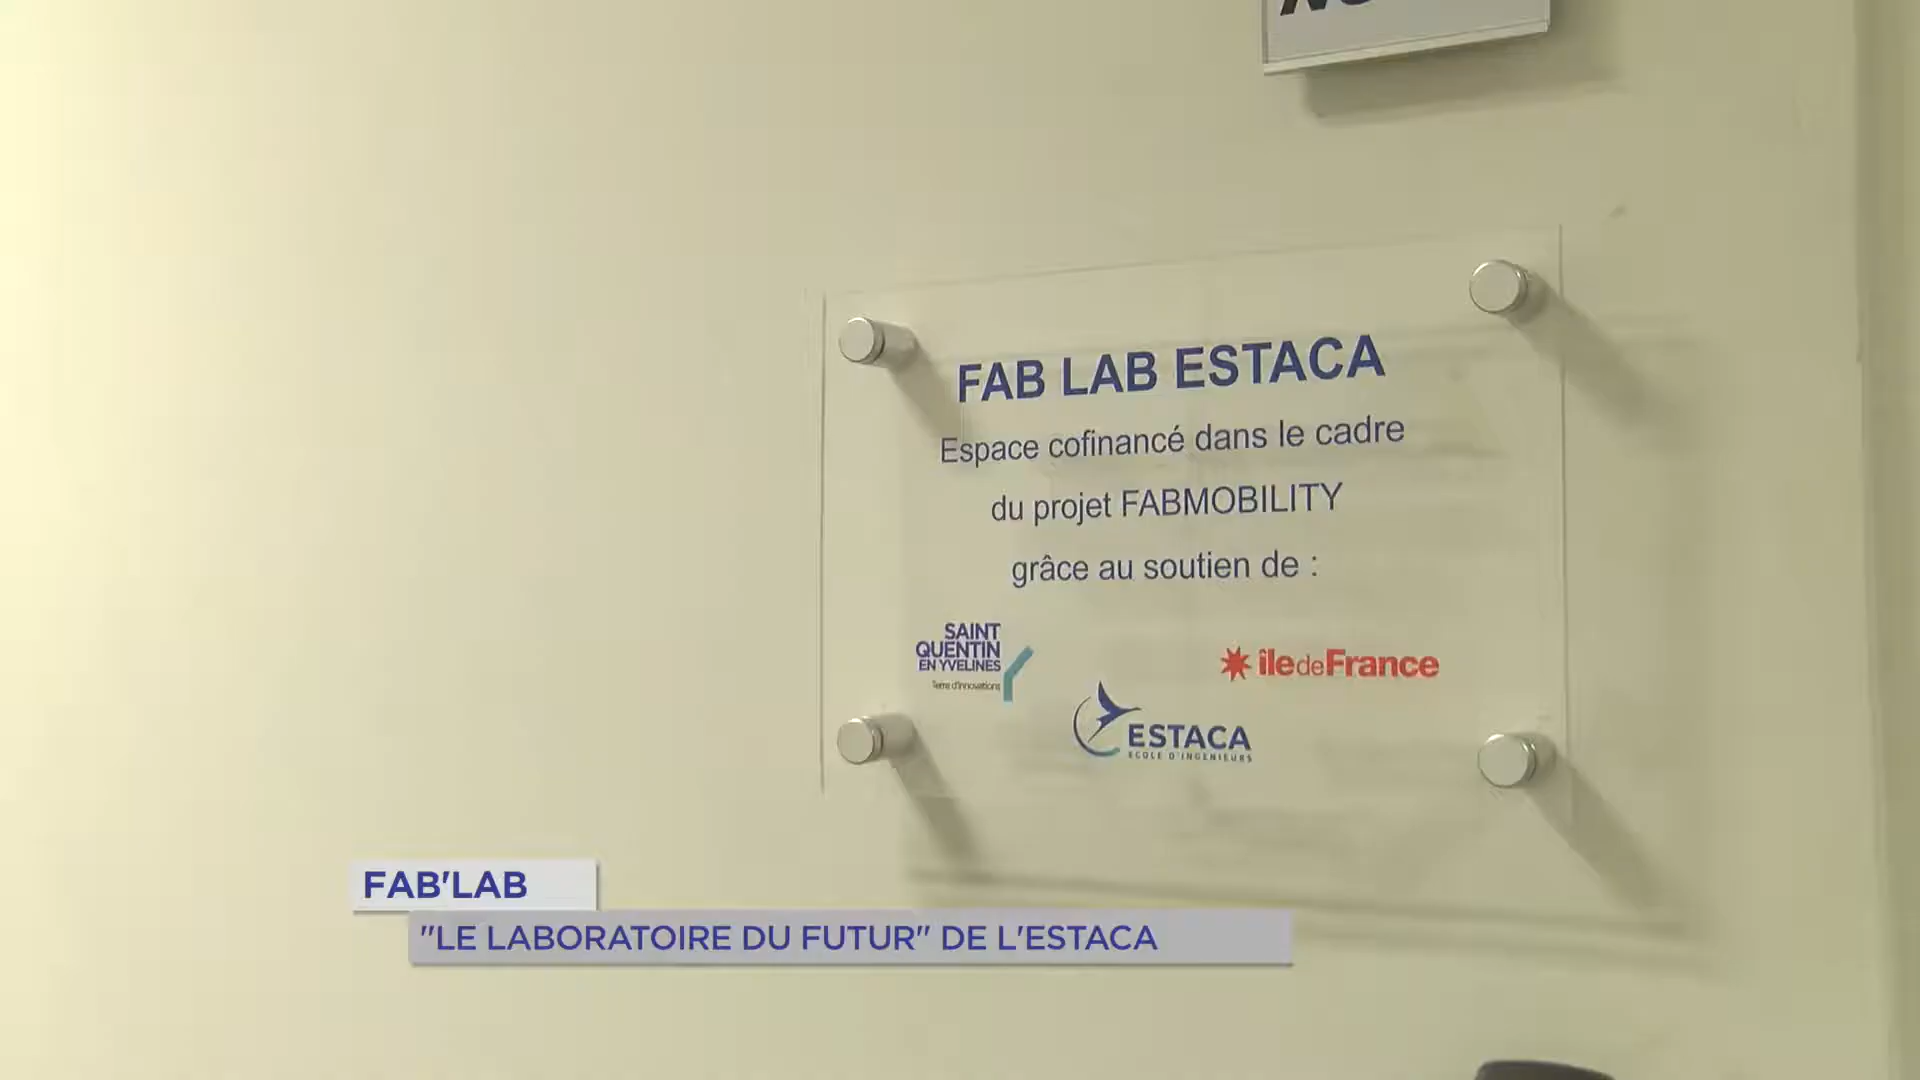 FAB LAB ESTACA
Espace cofinancé dans le cadre
du projet FABMOBILITY
grâce au soutien de :
SAINT
QUENTIN
EN YVELINES
Terre d'innovations
îledeFrance
ESTACA
ECOLE D'INGENIEURS
FAB'LAB
"LE LABORATOIRE DU FUTUR" DE L'ESTACA